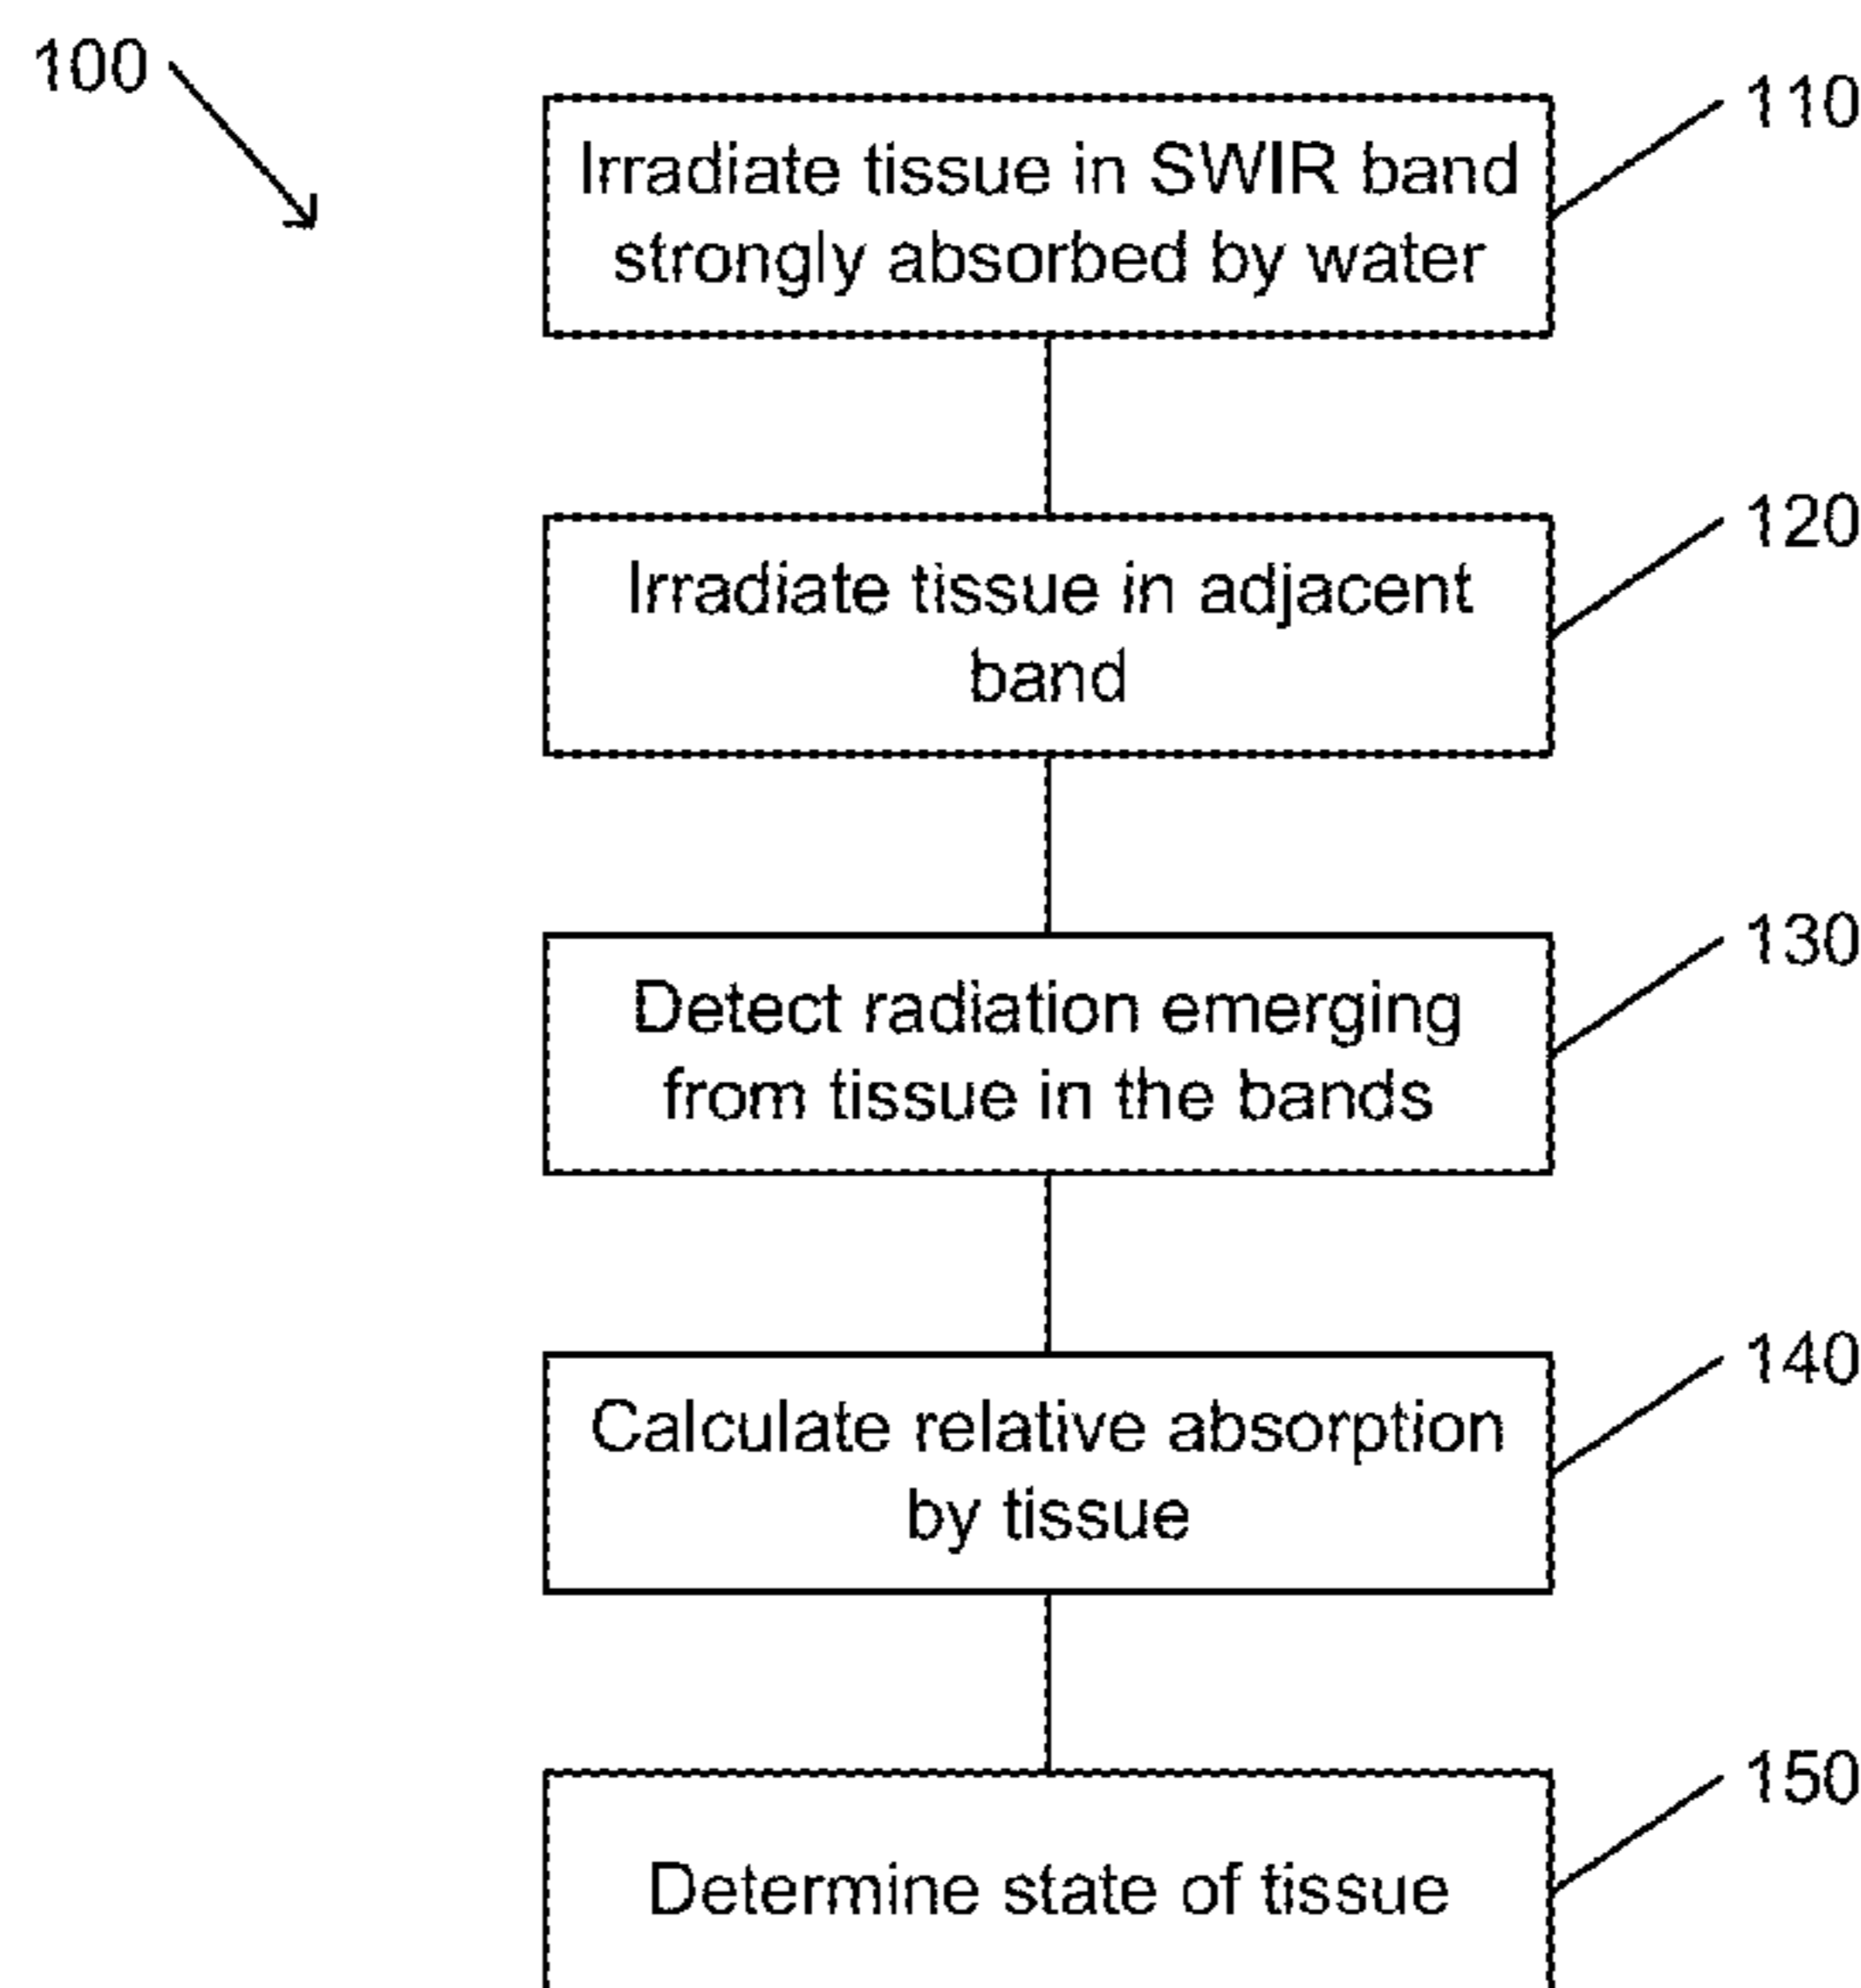 100
110
Irradiate tissue in SWIR band
strongly absorbed by water
120
Irradiate tissue in adjacent
band
130
Detect radiation emerging
from tissue in the bands
140
Calculate relative absorption
by tissue
150
Determine state of tissue